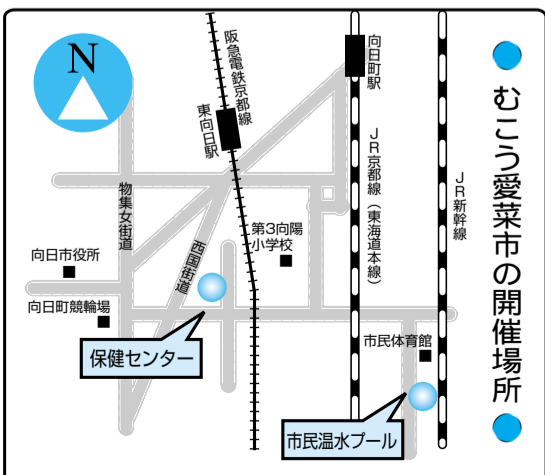 むこう愛菜市の開催場所
N
阪急電鉄京都線
東向日駅
向日町駅
JR京都線（東海道本線）
JR新幹線
物集女街道
西国街道
第3向陽
小学校
向日市役所
向日町競輪場
保健センター
市民体育館
市民温水プール